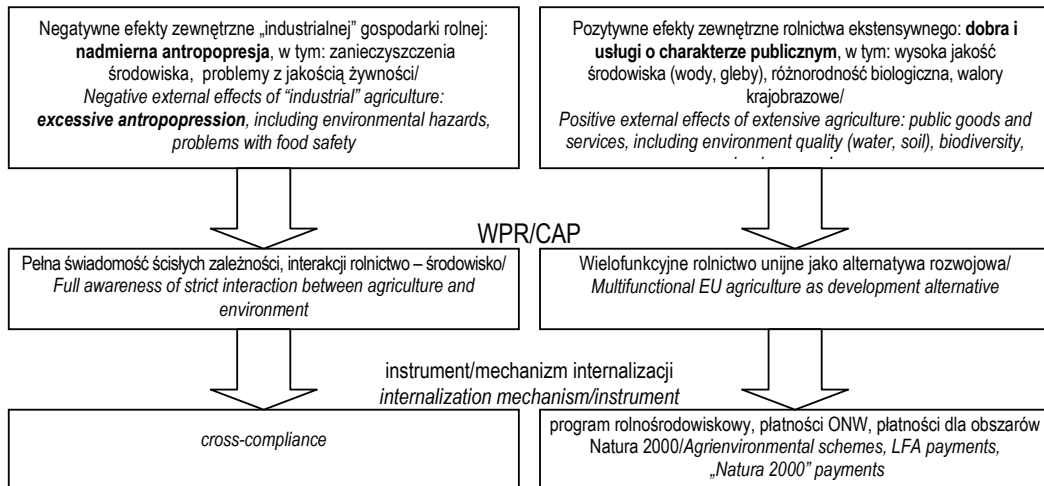 Negatywne efekty zewnętrzne „industrialnej” gospodarki rolnej:
nadmierna antropopresja, w tym: zanieczyszczenia
środowiska, problemy z jakością żywności/
Negative external effects of “industrial” agriculture:
excessive antropopression, including environmental hazards,
problems with food safety
Pozytywne efekty zewnętrzne rolnictwa ekstensywnego: dobra i
usługi o charakterze publicznym, w tym: wysoka jakość
środowiska (wody, gleby), różnorodność biologiczna, walory
krajobrazowe/
Positive external effects of extensive agriculture: public goods and
services, including environment quality (water, soil), biodiversity,
WPR/CAP
Pełna świadomość ścisłych zależności, interakcji rolnictwo – środowisko/
Full awareness of strict interaction between agriculture and
environment
Wielofunkcyjne rolnictwo unijne jako alternatywa rozwojowa/
Multifunctional EU agriculture as development alternative
instrument/mechanizm internalizacji
internalization mechanism/instrument
cross-compliance
program rolnośrodowiskowy, płatności ONW, płatności dla obszarów
Natura 2000/Agrienvironmental schemes, LFA payments,
„Natura 2000” payments